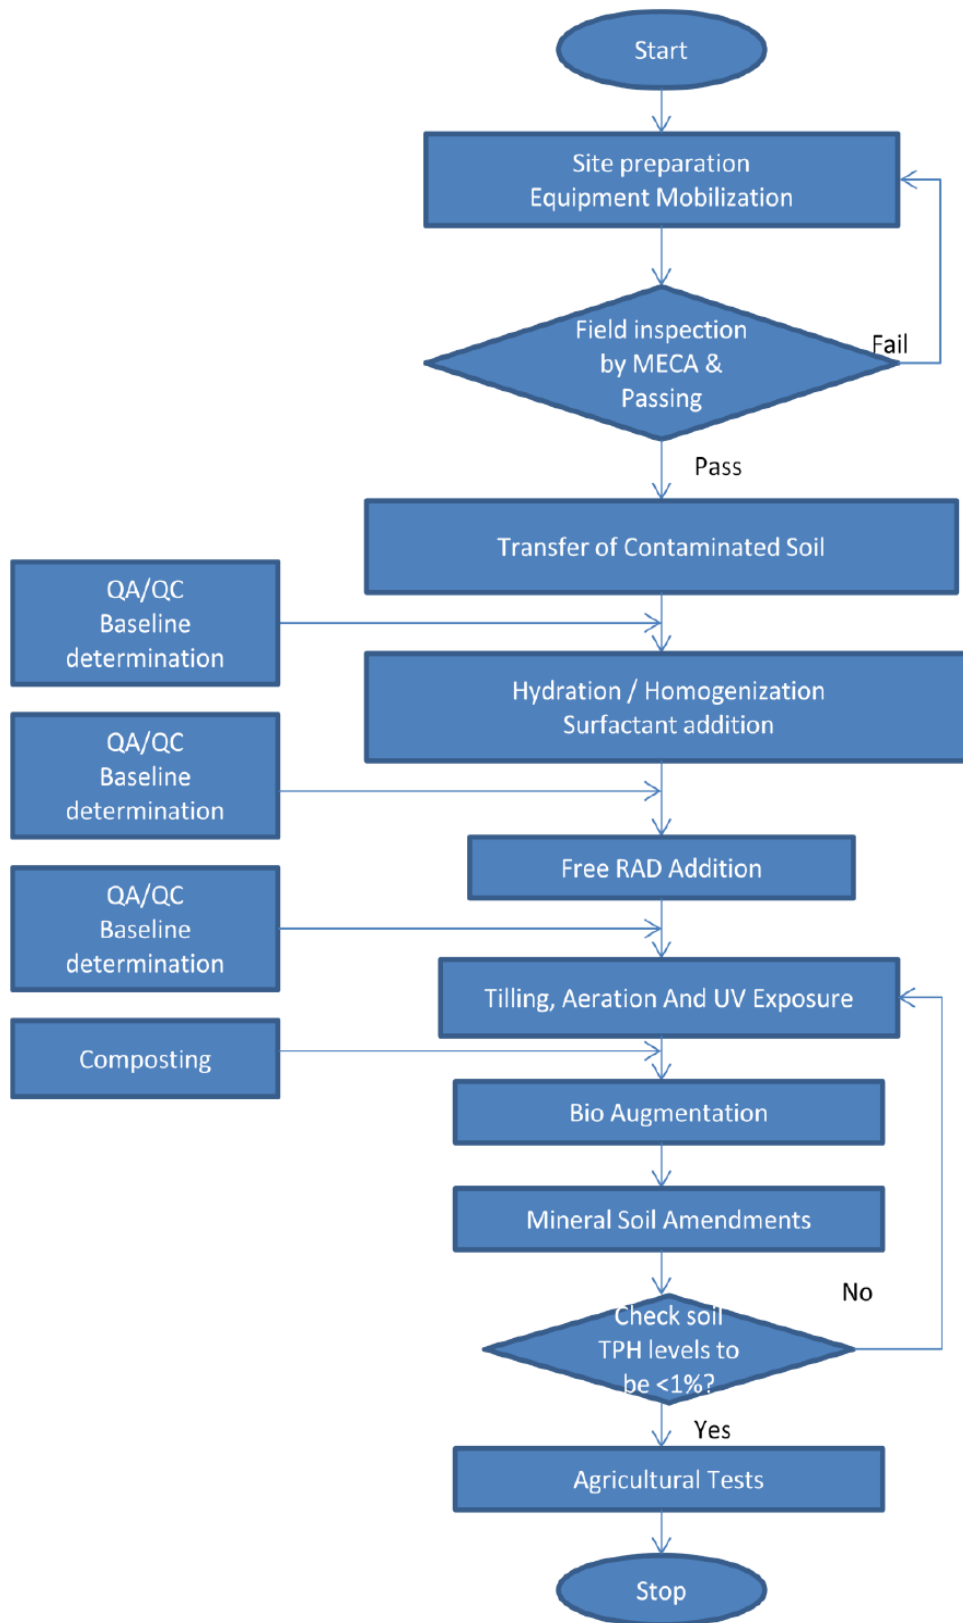 Start
Site preparation
Equipment Mobilization
Field inspection
by MECA &
Passing
Fail
Pass
Transfer of Contaminated Soil
QA/QC
Baseline
determination
Hydration / Homogenization
Surfactant addition
QA/QC
Baseline
determination
Free RAD Addition
QA/QC
Baseline
determination
Tilling, Aeration And UV Exposure
Composting
Bio Augmentation
Mineral Soil Amendments
No
Check soil
TPH levels to
be <1%?
Yes
Agricultural Tests
Stop